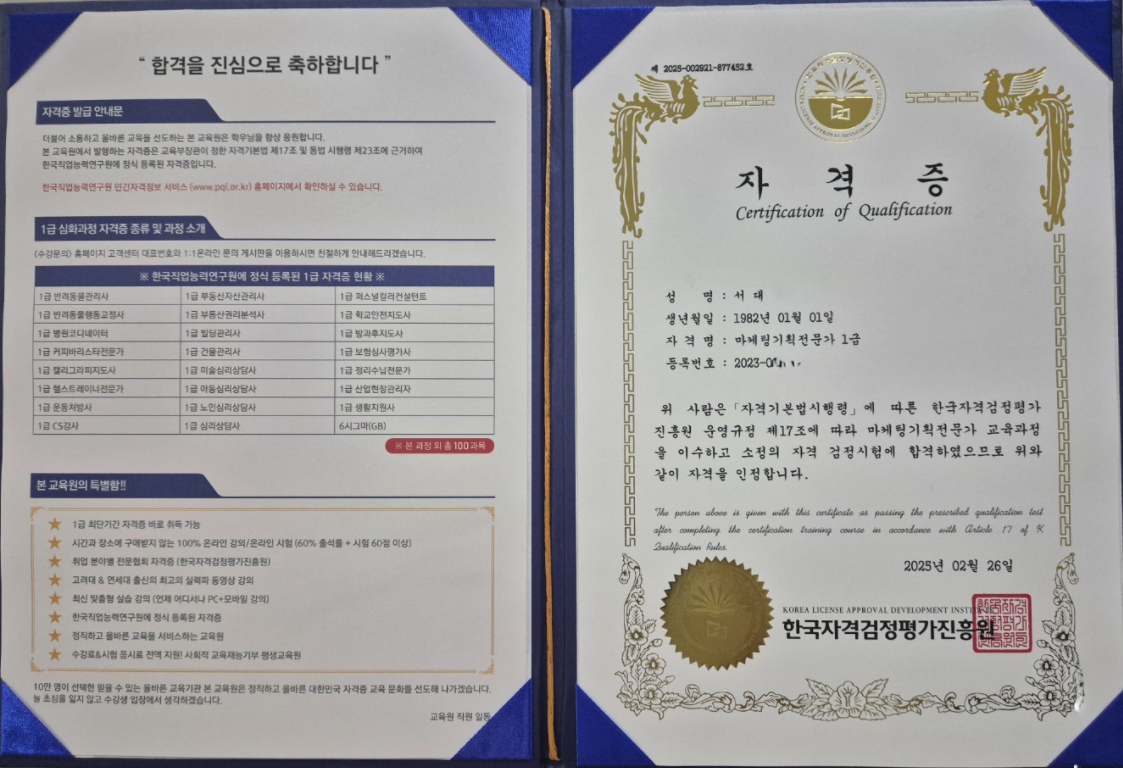 “ 합격을 진심으로 축하합니다 ”
자격증 발급 안내문
더불어 소통하고 올바른 교육을 선도하는 본 교육원은 학우님을 항상 응원합니다.
본 교육원에서 발행하는 자격증은 교육부장관이 정한 자격기본법 제17조 및 동법 시행령 제23조에 근거하여
한국직업능력연구원에 정식 등록된 자격증입니다.
한국직업능력연구원 민간자격정보 서비스 (www.pqi.or.kr) 홈페이지에서 확인하실 수 있습니다.
1급 심화과정 자격증 종류 및 과정 소개
(수강문의) 홈페이지 고객센터 대표번호와 1:1온라인 문의 게시판을 이용하시면 친절하게 안내해드리겠습니다.
※ 한국직업능력연구원에 정식 등록된 1급 자격증 현황 ※
1급 반려동물관리사 1급 부동산자산관리사 1급 퍼스널컬러컨설턴트
1급 반려동물행동교정사 1급 부동산권리분석사 1급 학교안전지도사
1급 병원코디네이터 1급 빌딩관리사 1급 방과후지도사
1급 커피바리스타전문가 1급 건물관리사 1급 보험심사평가사
1급 캘리그라피지도사 1급 미술심리상담사 1급 정리수납전문가
1급 헬스트레이너전문가 1급 아동심리상담사 1급 산업현장관리자
1급 운동처방사 1급 노인심리상담사 1급 생활지원사
1급 CS강사 1급 심리상담사 6시그마(GB)
※ 본 과정 외 총 100과목
본 교육원의 특별함!!
★ 1급 최단기간 자격증 바로 취득 가능
★ 시간과 장소에 구애받지 않는 100% 온라인 강의/온라인 시험 (60% 출석률 + 시험 60점 이상)
★ 취업 분야별 전문협회 자격증 (한국자격검정평가진흥원)
★ 고려대 & 연세대 출신의 최고의 실력파 동영상 강의
★ 최신 맞춤형 실습 강의 (언제 어디서나 PC+모바일 강의)
★ 한국직업능력연구원에 정식 등록된 자격증
★ 정직하고 올바른 교육을 서비스하는 교육원
★ 수강료&시험 응시료 전액 지원! 사회적 교육재능기부 평생교육원
10만 명이 선택한 믿을 수 있는 올바른 교육기관 본 교육원은 정직하고 올바른 대한민국 자격증 교육 문화를 선도해 나가겠습니다.
늘 초심을 잃지 않고 수강생 입장에서 생각하겠습니다.
교육원 직원 일동
제 2025-002921-877452호
자 격 증
Certification of Qualification
성 명 : 서 대
생년월일 : 1982년 01월 01일
자 격 명 : 마케팅기획전문가 1급
등록번호 : 2023-0
위 사람은「자격기본법시행령」에 따른 한국자격검정평가
진흥원 운영규정 제17조에 따라 마케팅기획전문가 교육과정
을 이수하고 소정의 자격 검정시험에 합격하였으므로 위와
같이 자격을 인정합니다.
The person above is given with this certificate as passing the prescribed qualification test
after completing the certification training course in accordance with Article 17 of K
Qualification Rules.
2025년 02월 26일
KOREA LICENSE APPROVAL DEVELOPMENT
한국자격검정평가진흥원